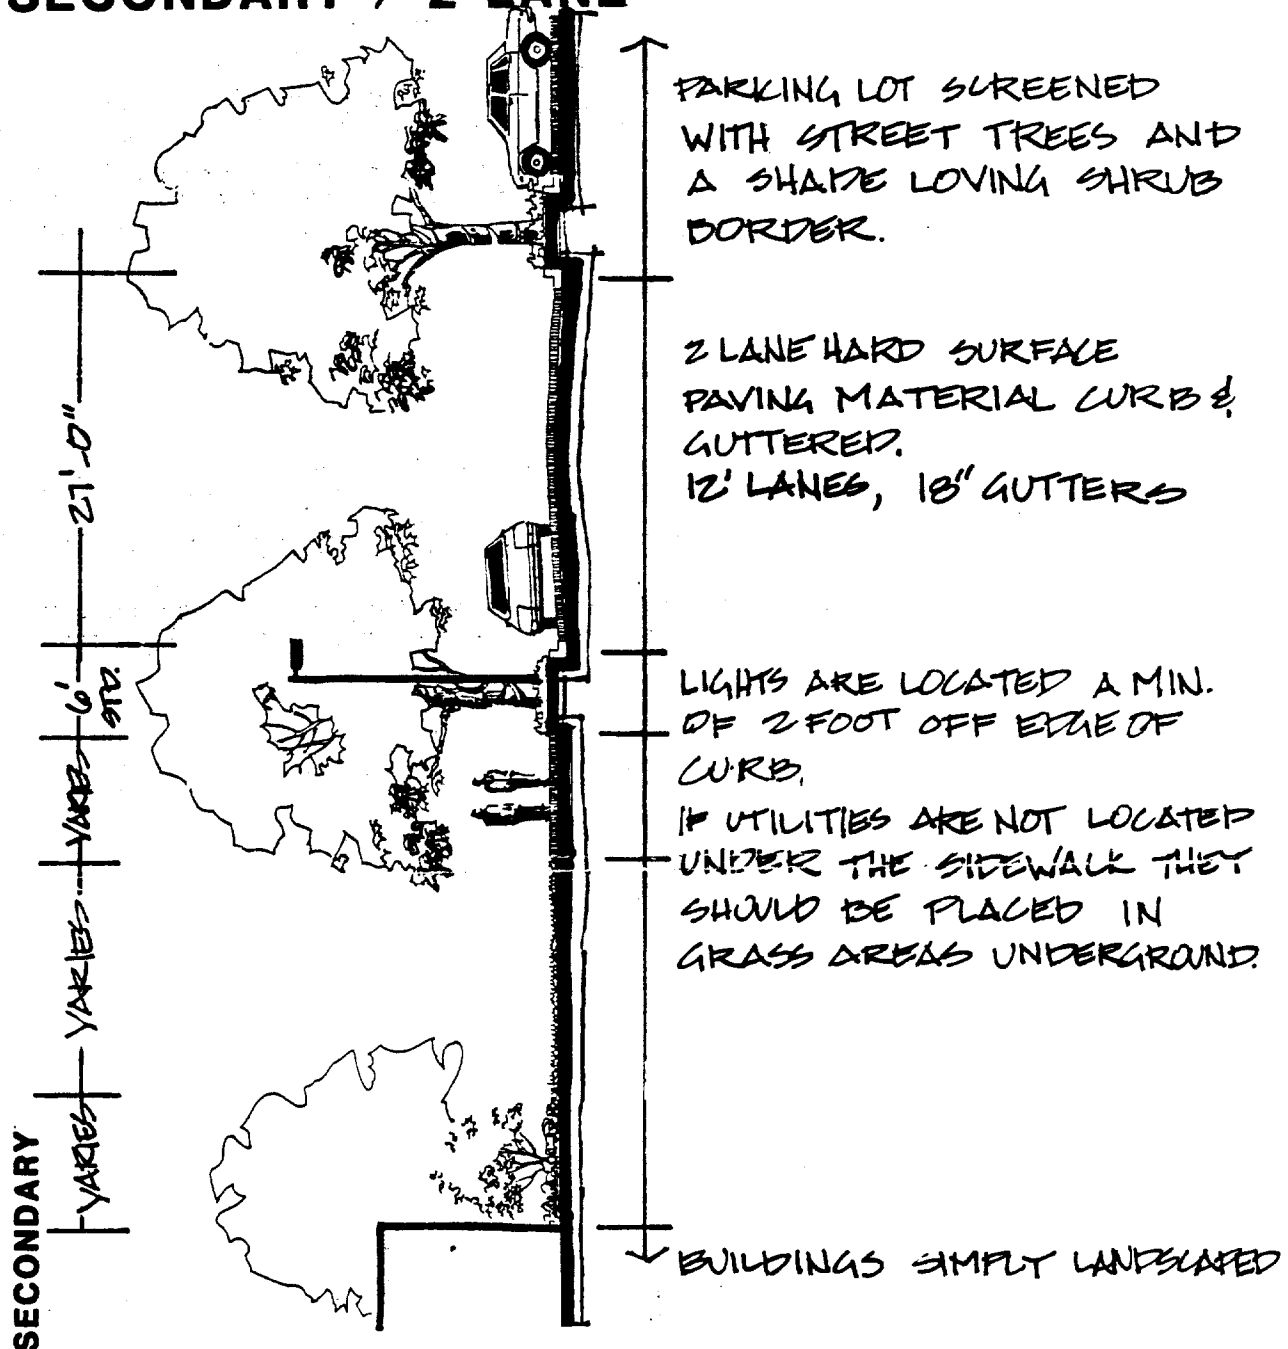 SECONDARY / 2 LANE
PARKING LOT SCREENED
WITH STREET TREES AND
A SHADE LOVING SHRUB
BORDER.
2 LANE HARD SURFACE
PAVING MATERIAL CURB &
GUTTERED.
12' LANES, 18" GUTTERS
LIGHTS ARE LOCATED A MIN.
OF 2 FOOT OFF EDGE OF
CURB.
IF UTILITIES ARE NOT LOCATED
UNDER THE SIDEWALK THEY
SHOULD BE PLACED IN
GRASS AREAS UNDERGROUND.
BUILDINGS SIMPLY LANDSCAPED
27'-0"
6'
STD.
VARIES
VARIES
VARIES
SECONDARY